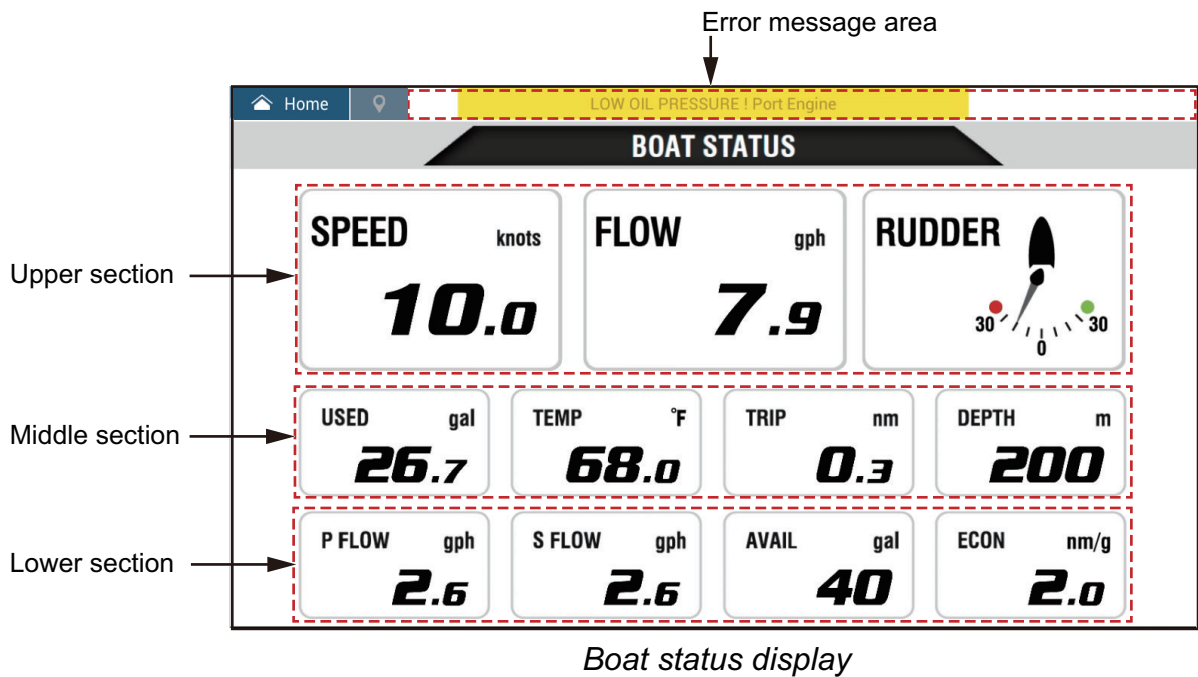 Error message area
Home
LOW OIL PRESSURE ! Port Engine
BOAT STATUS
Upper section
SPEED knots
10.0
FLOW gph
7.9
RUDDER
30 0 30
Middle section
USED gal
26.7
TEMP °F
68.0
TRIP nm
0.3
DEPTH m
200
Lower section
P FLOW gph
2.6
S FLOW gph
2.6
AVAIL gal
40
ECON nm/g
2.0
Boat status display